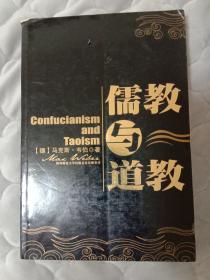 儒教
与
道教
Confucianism
and
Taoism
【德】马克斯·韦伯 著
Max Weber